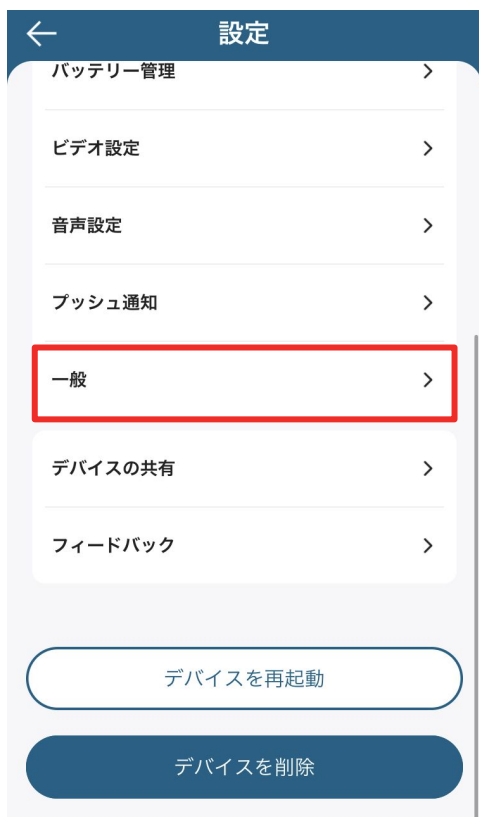 設定
バッテリー管理
ビデオ設定
音声設定
プッシュ通知
一般
デバイスの共有
フィードバック
デバイスを再起動
デバイスを削除